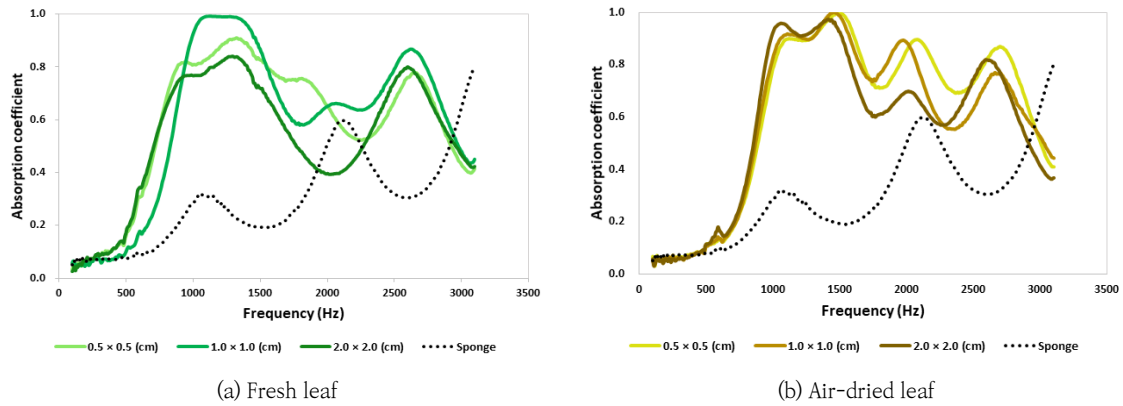 1.0
0.8
0.6
0.4
0.2
0.0
Absorption coefficient
0 500 1000 1500 2000 2500 3000 3500
Frequency (Hz)
0.5 × 0.5 (cm) 1.0 × 1.0 (cm) 2.0 × 2.0 (cm) Sponge
(a) Fresh leaf
1.0
0.8
0.6
0.4
0.2
0.0
Absorption coefficient
0 500 1000 1500 2000 2500 3000 3500
Frequency (Hz)
0.5 × 0.5 (cm) 1.0 × 1.0 (cm) 2.0 × 2.0 (cm) Sponge
(b) Air-dried leaf